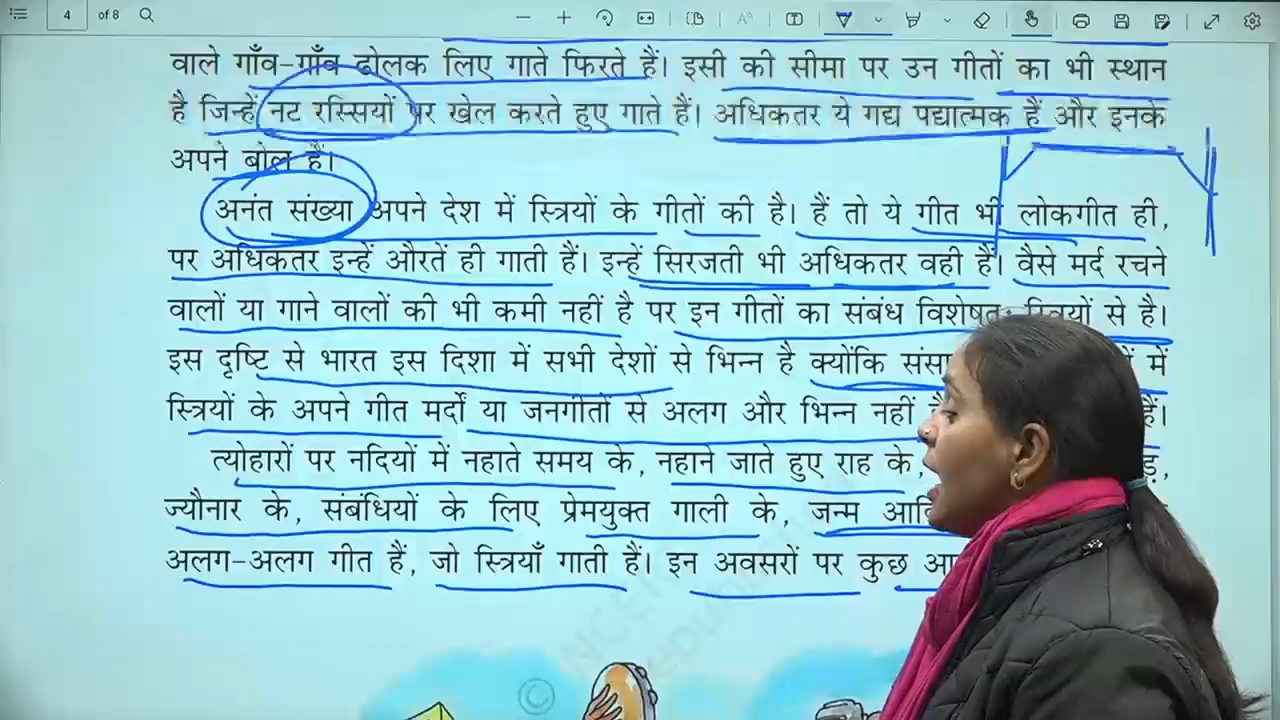 4 of 8
वाले गाँव-गाँव ढोलक लिए गाते फिरते हैं। इसी की सीमा पर उन गीतों का भी स्थान
है जिन्हें नट रस्सियों पर खेल करते हुए गाते हैं। अधिकतर ये गद्य पद्यात्मक हैं और इनके
अपने बोल हैं।
अनंत संख्या अपने देश में स्त्रियों के गीतों की है। हैं तो ये गीत भी लोकगीत ही,
पर अधिकतर इन्हें औरतें ही गाती हैं। इन्हें सिरजती भी अधिकतर वही हैं। वैसे मर्द रचने
वालों या गाने वालों की भी कमी नहीं है पर इन गीतों का संबंध विशेषतः स्त्रियों से है।
इस दृष्टि से भारत इस दिशा में सभी देशों से भिन्न है क्योंकि में
स्त्रियों के अपने गीत मर्दों या जनगीतों से अलग और भिन्न नहीं हैं।
त्योहारों पर नदियों में नहाते समय के, नहाने जाते हुए राह के,
ज्यौनार के, संबंधियों के लिए प्रेमयुक्त गाली के, जन्म आदि
अलग-अलग गीत हैं, जो स्त्रियाँ गाती हैं। इन अवसरों पर कुछ
©